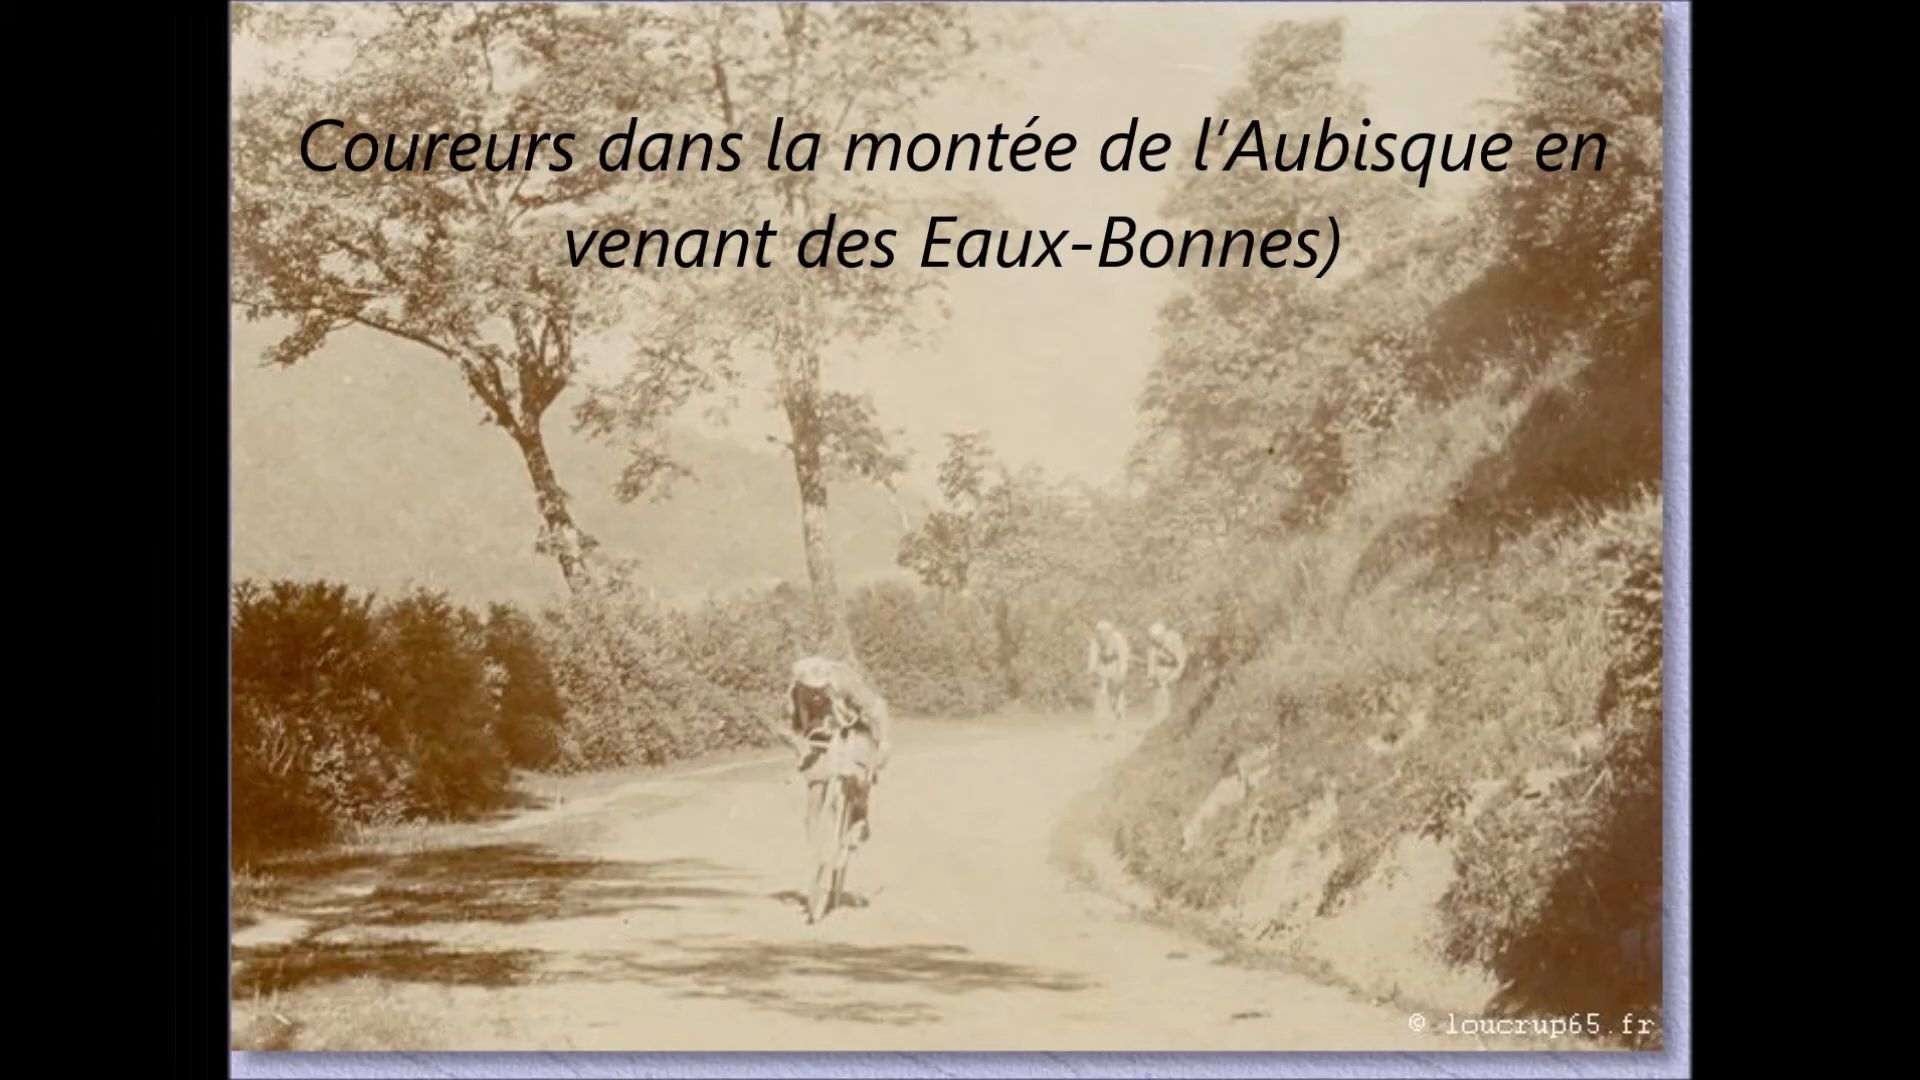 Coureurs dans la montée de l’Aubisque en
venant des Eaux-Bonnes)
© loucrup65.fr